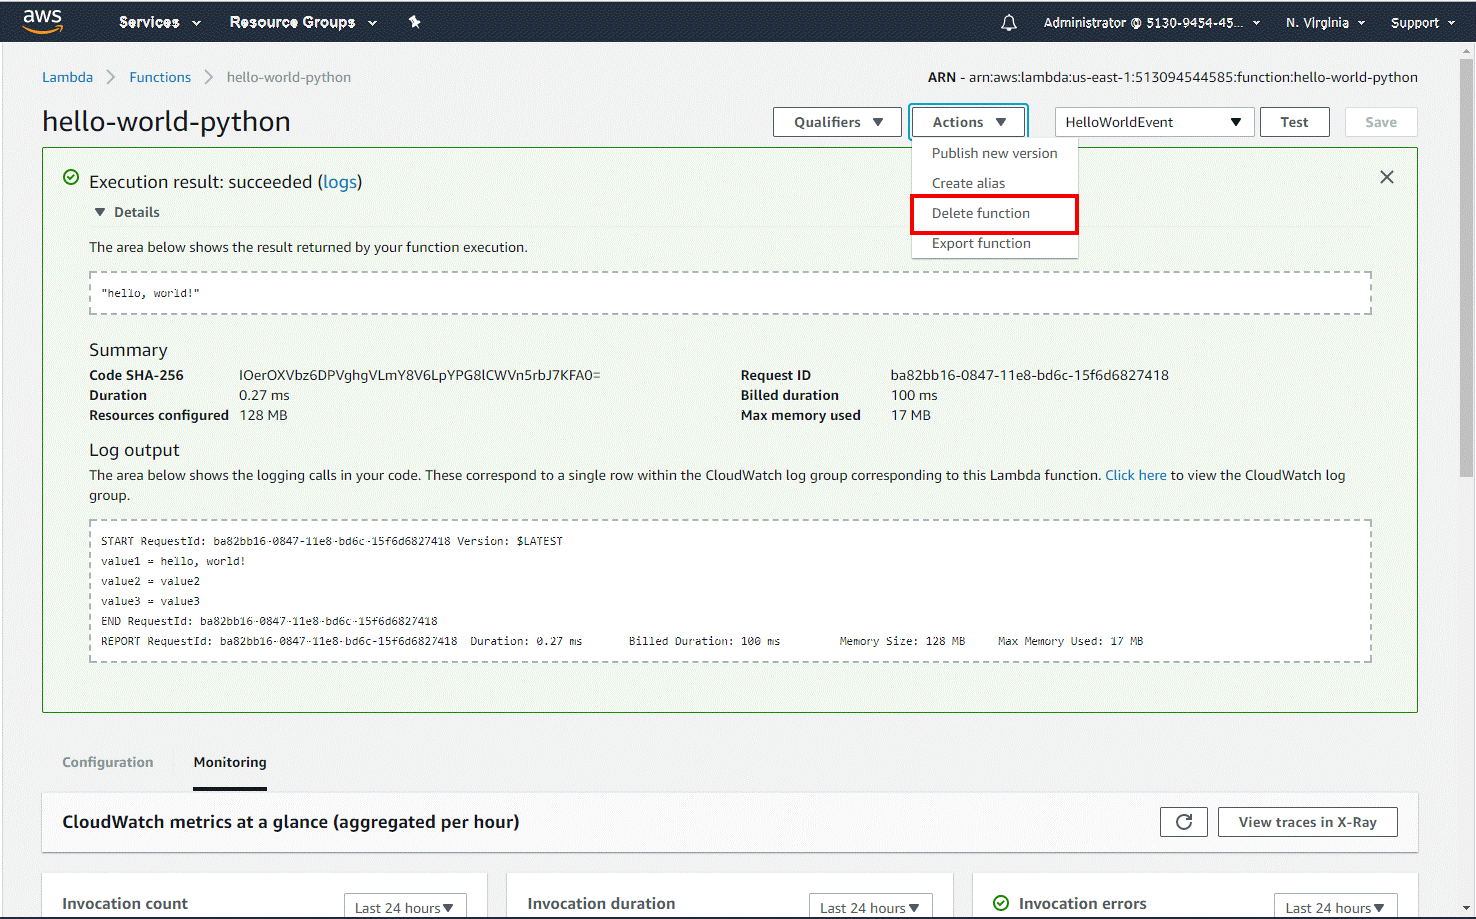 aws Services Resource Groups Administrator @ 5130-9454-45... N. Virginia Support
Lambda Functions hello-world-python ARN - arn:aws:lambda:us-east-1:513094544585:function:hello-world-python
hello-world-python Qualifiers Actions HelloWorldEvent Test Save
Publish new version
Create alias
Delete function
Export function
Execution result: succeeded (logs)
Details
The area below shows the result returned by your function execution.
"hello, world!"
Summary
Code SHA-256 IOerOXVbz6DPVghgVLmY8V6LpYPG8lCWVn5rbJ7KFA0= Request ID ba82bb16-0847-11e8-bd6c-15f6d6827418
Duration 0.27 ms Billed duration 100 ms
Resources configured 128 MB Max memory used 17 MB
Log output
The area below shows the logging calls in your code. These correspond to a single row within the CloudWatch log group corresponding to this Lambda function. Click here to view the CloudWatch log
group.
START RequestId: ba82bb16-0847-11e8-bd6c-15f6d6827418 Version: $LATEST
value1 = hello, world!
value2 = value2
value3 = value3
END RequestId: ba82bb16-0847-11e8-bd6c-15f6d6827418
REPORT RequestId: ba82bb16-0847-11e8-bd6c-15f6d6827418 Duration: 0.27 ms Billed Duration: 100 ms Memory Size: 128 MB Max Memory Used: 17 MB
Configuration Monitoring
CloudWatch metrics at a glance (aggregated per hour) View traces in X-Ray
Invocation count Last 24 hours Invocation duration Last 24 hours Invocation errors Last 24 hours